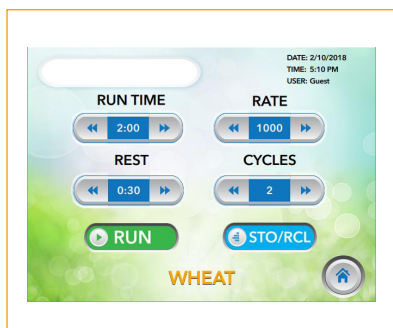 DATE: 2/10/2018
TIME: 5:10 PM
USER: Guest
RUN TIME
RATE
2:00
1000
REST
CYCLES
0:30
2
RUN
STO/RCL
WHEAT